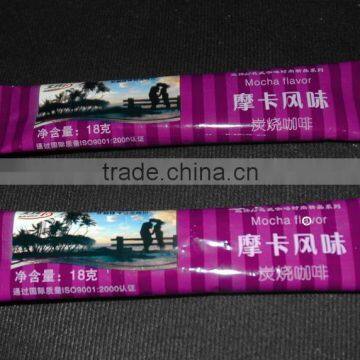 Mocha flavor
摩卡风味
炭烧咖啡
净含量：18克
通过国际质量ISO9001:2000认证
trade.china.cn
Mocha flavor
摩卡风味
炭烧咖啡
净含量：18克
通过国际质量ISO9001:2000认证